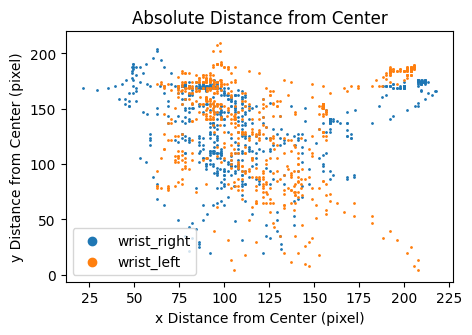 Absolute Distance from Center
y Distance from Center (pixel)
200
150
100
50
0
wrist_right
wrist_left
25 50 75 100 125 150 175 200 225
x Distance from Center (pixel)